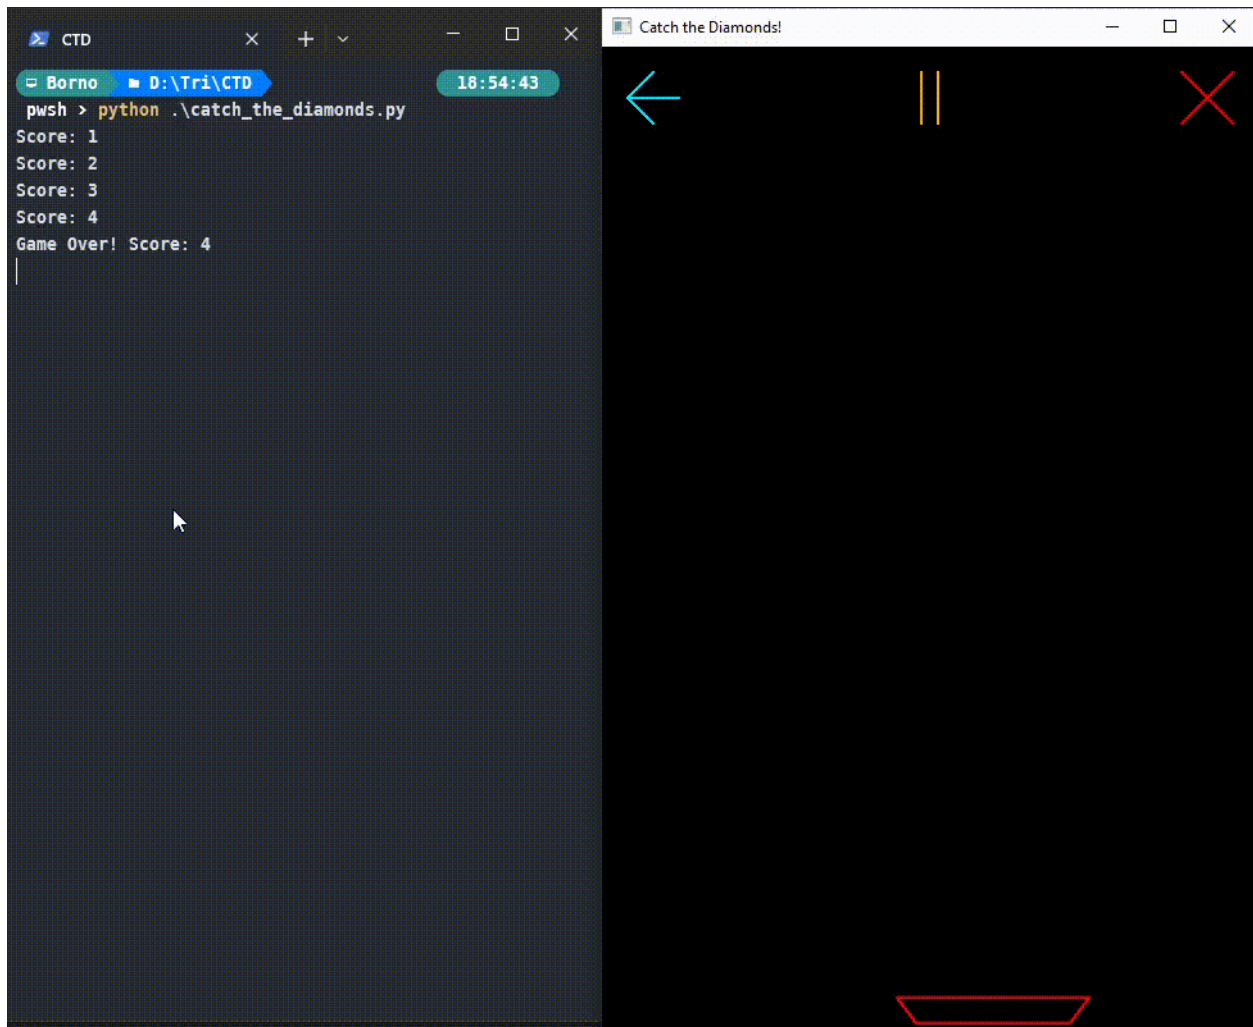 CTD
Borno D:\Tri\CTD 18:54:43
pwsh > python .\catch_the_diamonds.py
Score: 1
Score: 2
Score: 3
Score: 4
Game Over! Score: 4
Catch the Diamonds!